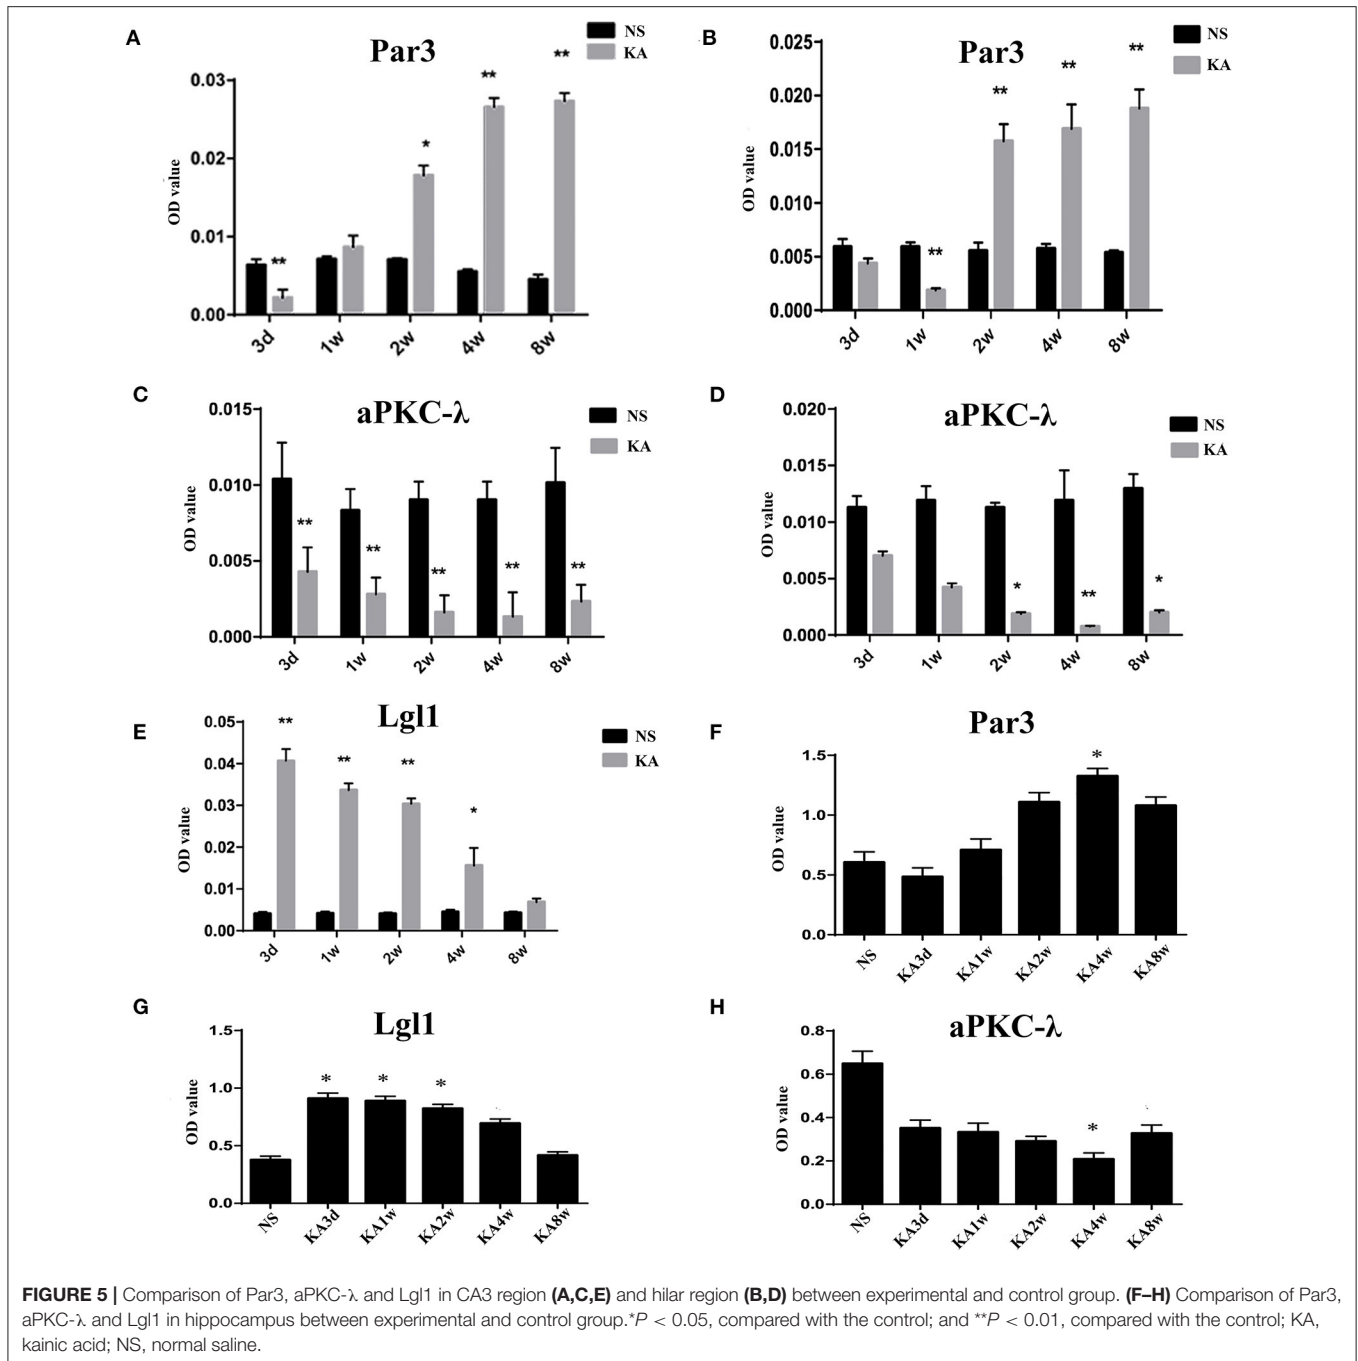 A
Par3
NS
KA
OD value
0.03
0.02
0.01
0.00
**
*
**
**
3d
1w
2w
4w
8w
B
Par3
NS
KA
OD value
0.025
0.020
0.015
0.010
0.005
0.000
**
**
**
**
3d
1w
2w
4w
8w
C
aPKC-λ
NS
KA
OD value
0.015
0.010
0.005
0.000
**
**
**
**
**
3d
1w
2w
4w
8w
D
aPKC-λ
NS
KA
OD value
0.020
0.015
0.010
0.005
0.000
*
**
*
3d
1w
2w
4w
8w
E
Lgl1
NS
KA
OD value
0.05
0.04
0.03
0.02
0.01
0.00
**
**
**
*
3d
1w
2w
4w
8w
F
Par3
OD value
1.5
1.0
0.5
0.0
*
NS
KA3d
KA1w
KA2w
KA4w
KA8w
G
Lgl1
OD value
1.5
1.0
0.5
0.0
*
*
*
NS
KA3d
KA1w
KA2w
KA4w
KA8w
H
aPKC-λ
OD value
0.8
0.6
0.4
0.2
0.0
*
NS
KA3d
KA1w
KA2w
KA4w
KA8w
FIGURE 5 | Comparison of Par3, aPKC-λ and Lgl1 in CA3 region (A,C,E) and hilar region (B,D) between experimental and control group. (F–H) Comparison of Par3,
aPKC-λ and Lgl1 in hippocampus between experimental and control group.*P < 0.05, compared with the control; and **P < 0.01, compared with the control; KA,
kainic acid; NS, normal saline.